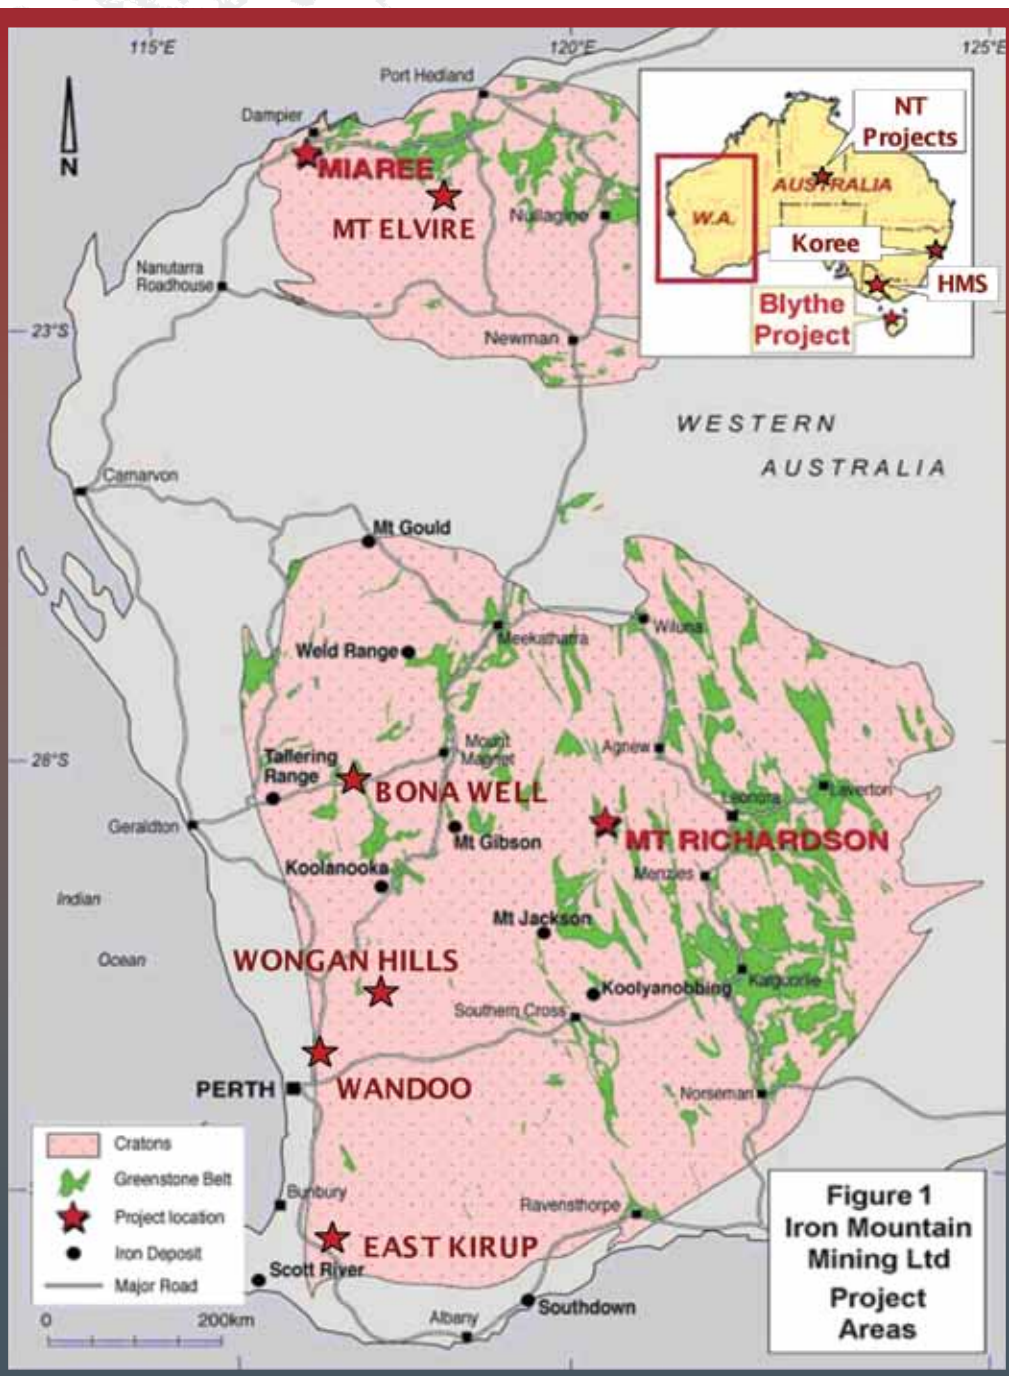 115°E
120°E
125°E
Port Hedland
Dampier
N
MIAREE
MT ELVIRE
Nullagine
Nanutarra
Roadhouse
23°S
Newman
NT
Projects
AUSTRALIA
W.A.
Koree
HMS
Blythe
Project
WESTERN
AUSTRALIA
Carnarvon
Mt Gould
Meekatharra
Wiluna
Weld Range
Agnew
Mount
Magnet
28°S
Tallering
Range
BONA WELL
Leonora
Laverton
Geraldton
Mt Gibson
MT RICHARDSON
Koolanooka
Menzies
Indian
Ocean
Mt Jackson
WONGAN HILLS
Kalgoorlie
Koolyanobbing
Southern Cross
PERTH
WANDOO
Norseman
Cratons
Greenstone Belt
Project location
Iron Deposit
Major Road
0
200km
Bunbury
Ravensthorpe
EAST KIRUP
Scott River
Southdown
Albany
Figure 1
Iron Mountain
Mining Ltd
Project
Areas